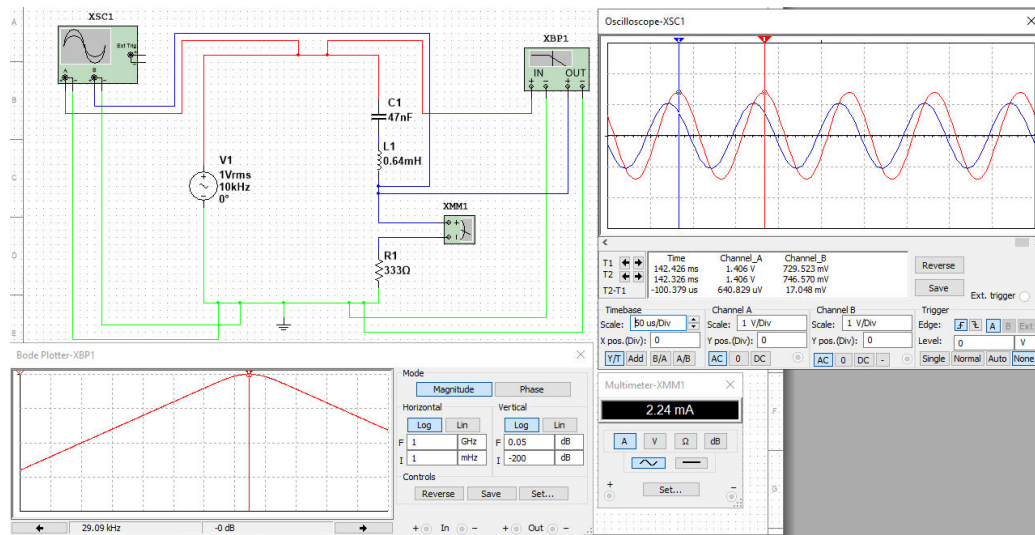 XSC1
Ext Trig
A
B
XBP1
IN OUT
C1
47nF
L1
0.64mH
V1
1Vrms
10kHz
0°
XMM1
R1
333Ω
A
B
C
D
E
Oscilloscope-XSC1
Time Channel_A Channel_B
T1 142.426 ms 1.406 V 729.523 mV
T2 142.326 ms 1.406 V 746.570 mV
T2-T1 -100.379 us 640.829 uV 17.048 mV
Reverse
Save
Ext. trigger
Timebase
Scale: 50 us/Div
X pos.(Div): 0
Y/T Add B/A A/B
Channel A
Scale: 1 V/Div
Y pos.(Div): 0
AC 0 DC
Channel B
Scale: 1 V/Div
Y pos.(Div): 0
AC 0 DC -
Trigger
Edge: A B Ext
Level: 0 V
Single Normal Auto None
Bode Plotter-XBP1
Mode
Magnitude Phase
Horizontal Vertical
Log Lin Log Lin
F 1 GHz F 0.05 dB
I 1 mHz I -200 dB
Controls
Reverse Save Set...
29.09 kHz -0 dB
+ In - + Out -
Multimeter-XMM1
2.24 mA
A V Ω dB
Set...
+ -
F
G